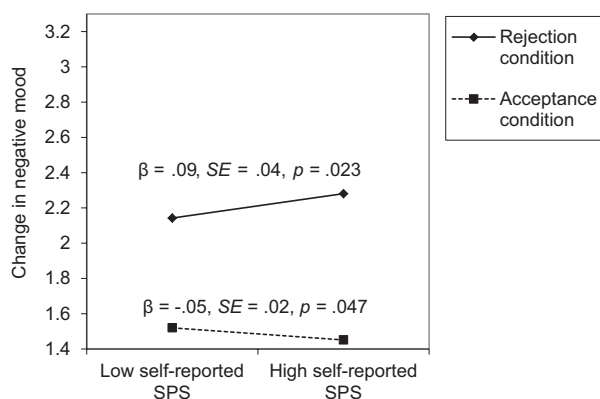 3.2
3
2.8
2.6
2.4
2.2
2
1.8
1.6
1.4
Change in negative mood
β = .09, SE = .04, p = .023
β = -.05, SE = .02, p = .047
Low self-reported
SPS
High self-reported
SPS
Rejection
condition
Acceptance
condition